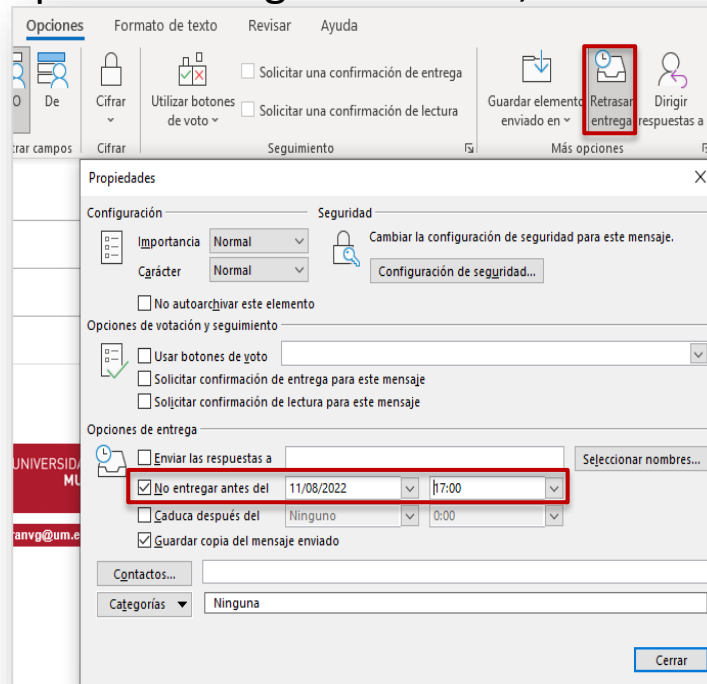 Opciones Formato de texto Revisar Ayuda
De
Cifrar
Utilizar botones de voto
Solicitar una confirmación de entrega
Solicitar una confirmación de lectura
Guardar elemento enviado en
Retrasar entrega
Dirigir respuestas a
campos Cifrar Seguimiento Más opciones
Propiedades
Configuración Seguridad
Importancia Normal Cambiar la configuración de seguridad para este mensaje.
Carácter Normal Configuración de seguridad...
No autoarchivar este elemento
Opciones de votación y seguimiento
Usar botones de voto
Solicitar confirmación de entrega para este mensaje
Solicitar confirmación de lectura para este mensaje
Opciones de entrega
Enviar las respuestas a Seleccionar nombres...
No entregar antes del 11/08/2022 17:00
Caduca después del Ninguno 0:00
Guardar copia del mensaje enviado
Contactos...
Categorías Ninguna
Cerrar